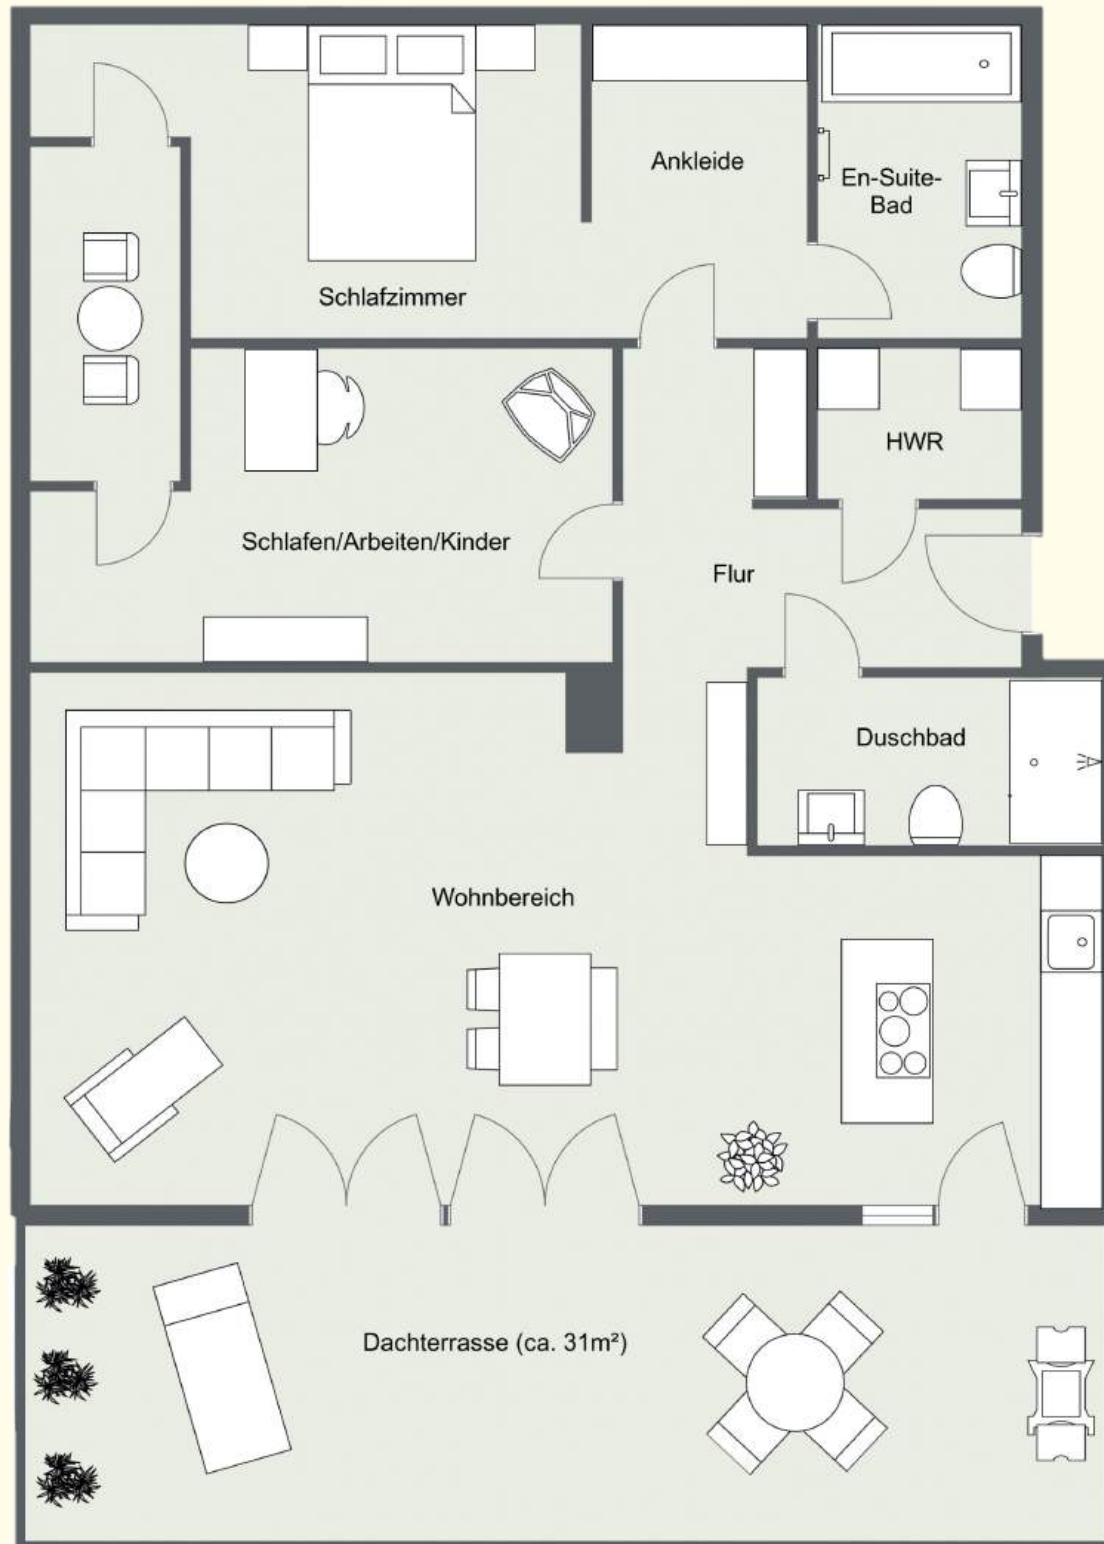 Ankleide
En-Suite-
Bad
Schlafzimmer
HWR
Schlafen/Arbeiten/Kinder
Flur
Duschbad
Wohnbereich
Dachterrasse (ca. 31m²)